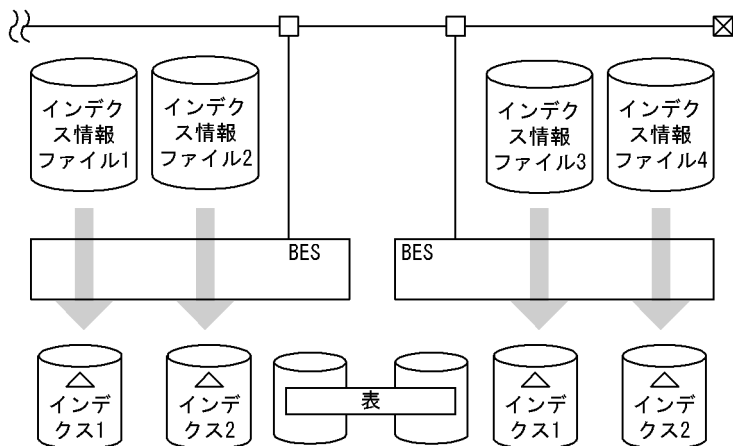 インデク
ス情報
ファイル1
インデク
ス情報
ファイル2
インデク
ス情報
ファイル3
インデク
ス情報
ファイル4
BES
BES
インデ
クス1
インデ
クス2
表
インデ
クス1
インデ
クス2